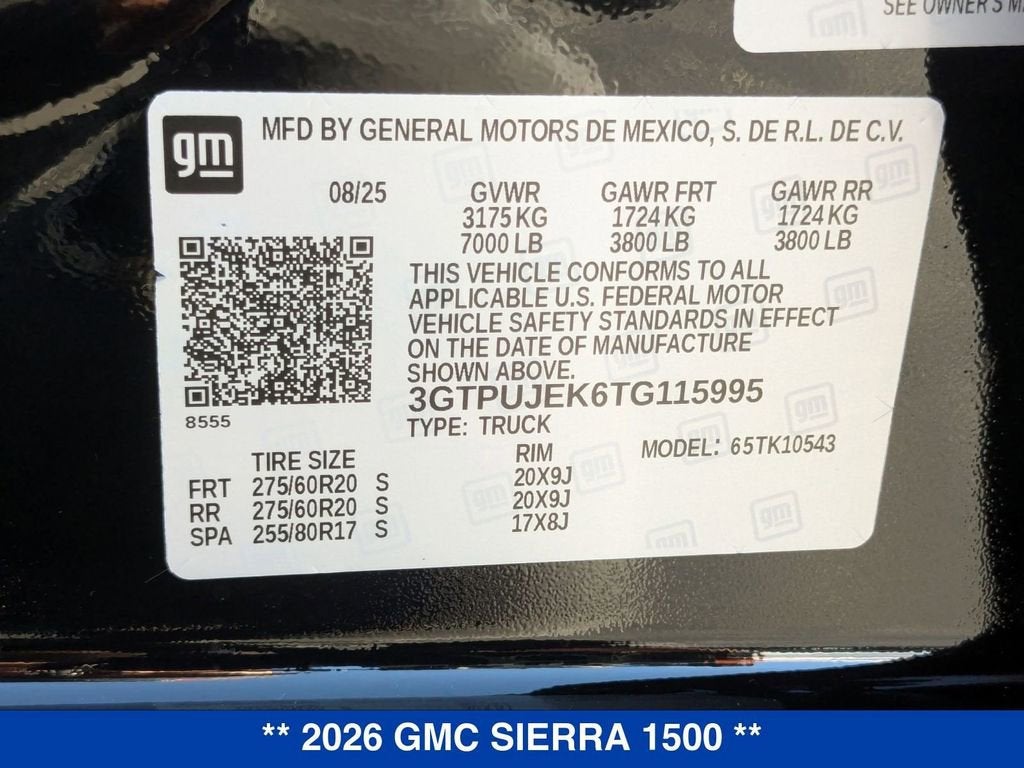 SEE OWNER'S
gm
MFD BY GENERAL MOTORS DE MEXICO, S. DE R.L. DE C.V.
08/25 GVWR GAWR FRT GAWR RR
3175 KG 1724 KG 1724 KG
7000 LB 3800 LB 3800 LB
THIS VEHICLE CONFORMS TO ALL
APPLICABLE U.S. FEDERAL MOTOR
VEHICLE SAFETY STANDARDS IN EFFECT
ON THE DATE OF MANUFACTURE
SHOWN ABOVE.
3GTPUJEK6TG115995
8555
TYPE: TRUCK
MODEL: 65TK10543
TIRE SIZE RIM
FRT 275/60R20 S 20X9J
RR 275/60R20 S 20X9J
SPA 255/80R17 S 17X8J
** 2026 GMC SIERRA 1500 **